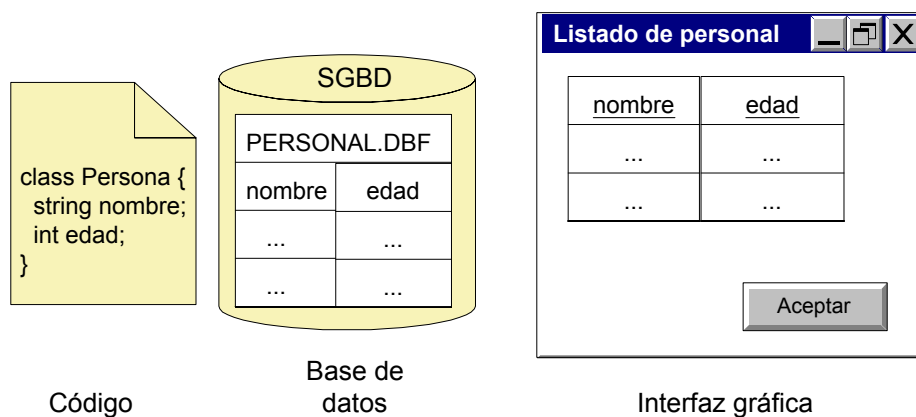 class Persona {
string nombre;
int edad;
}
Código
SGBD
PERSONAL.DBF
nombre edad
... ...
... ...
Base de
datos
Listado de personal
nombre edad
... ...
... ...
Aceptar
Interfaz gráfica